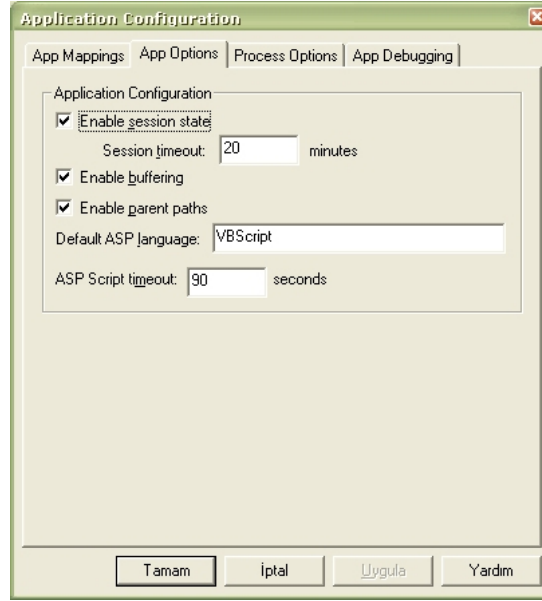 Application Configuration
App Mappings App Options Process Options App Debugging
Application Configuration
Enable session state
Session timeout: 20 minutes
Enable buffering
Enable parent paths
Default ASP language: VBScript
ASP Script timeout: 90 seconds
Tamam İptal Uygula Yardım